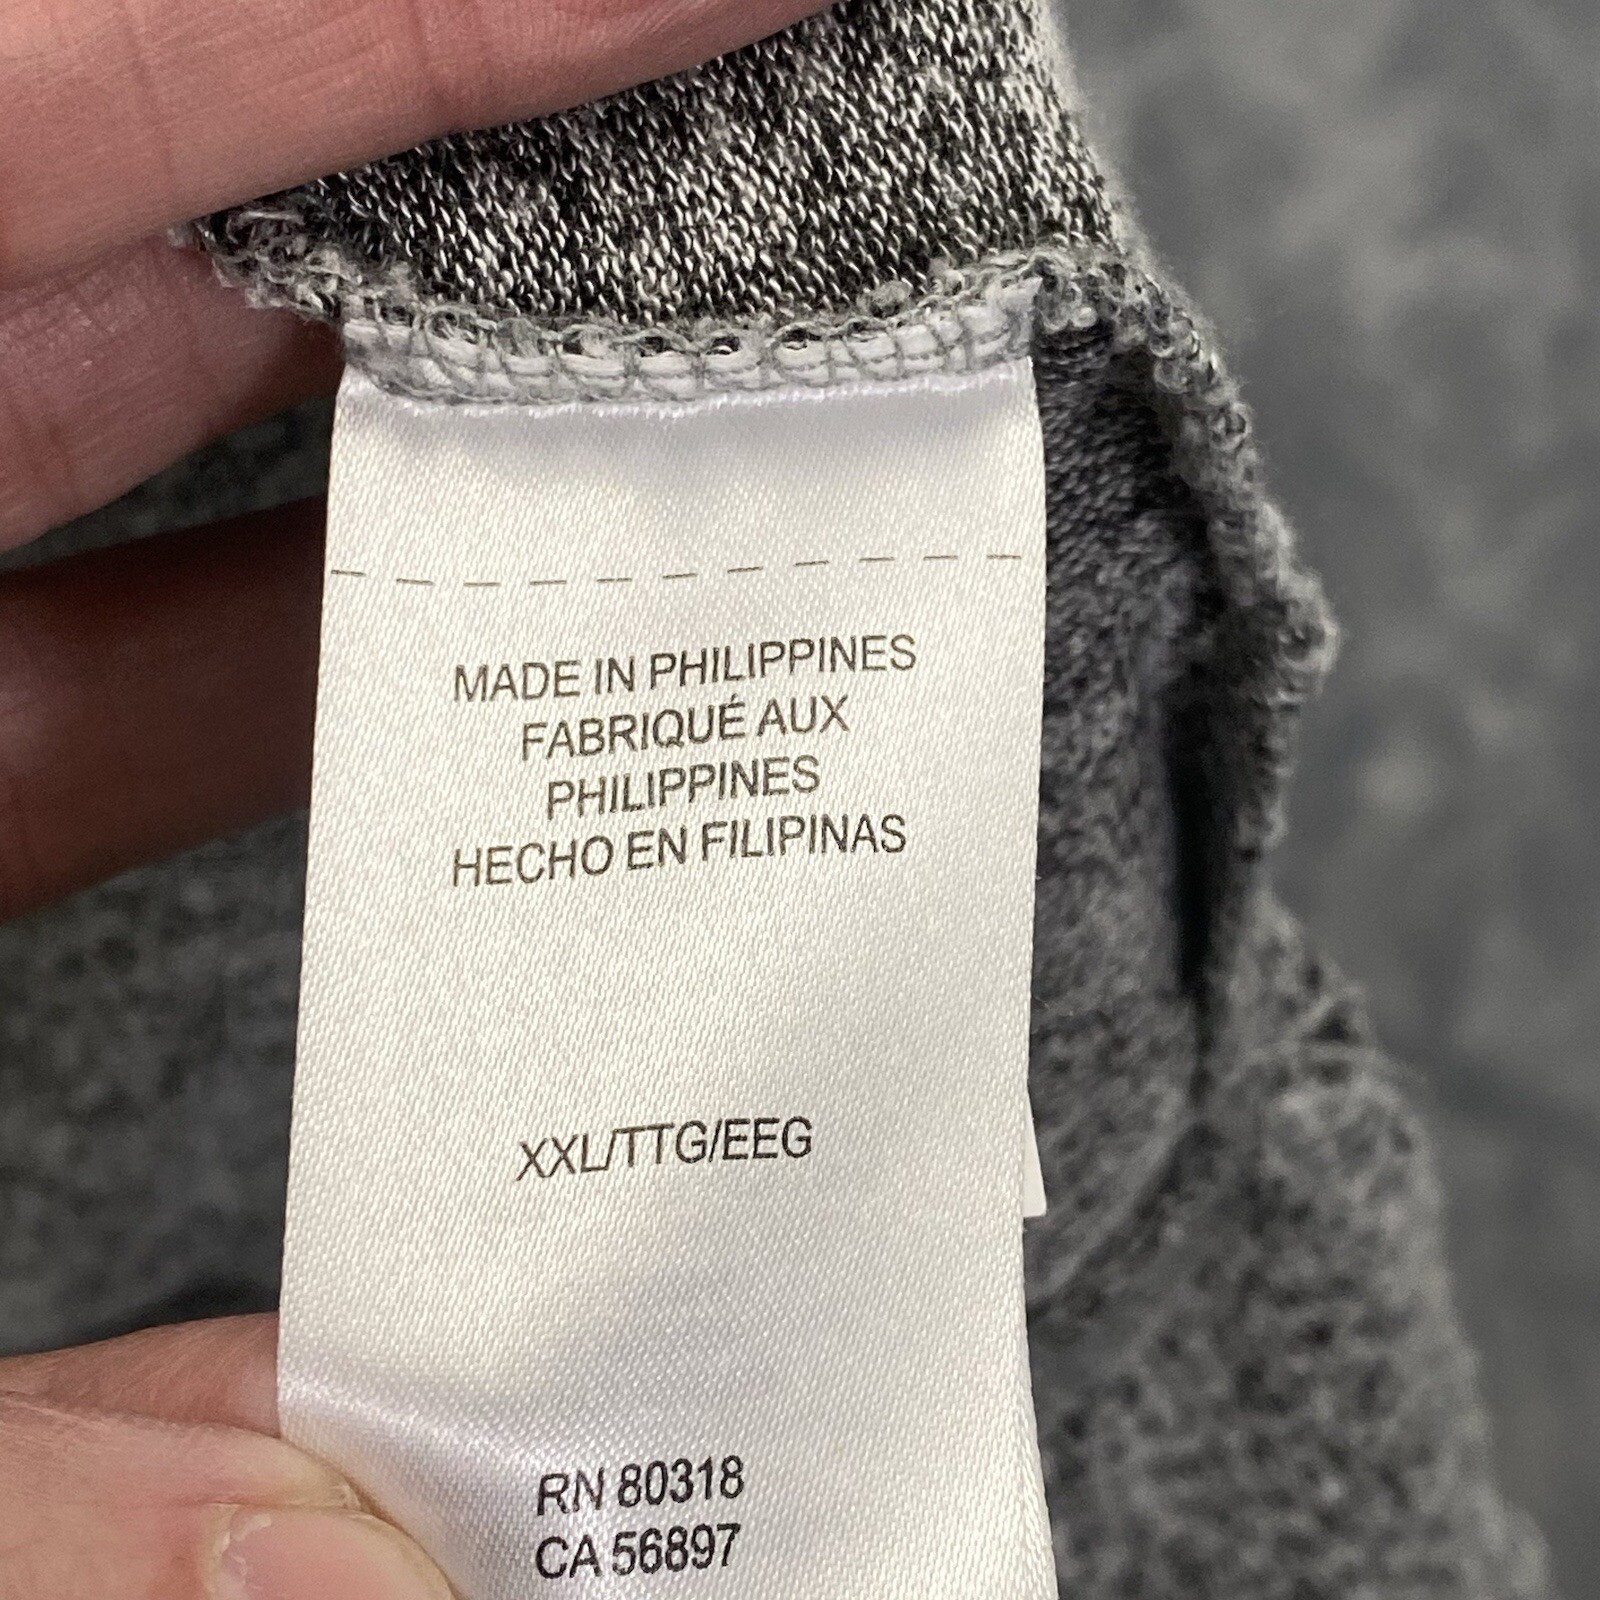 MADE IN PHILIPPINES
FABRIQUÉ AUX
PHILIPPINES
HECHO EN FILIPINAS
XXL/TTG/EEG
RN 80318
CA 56897